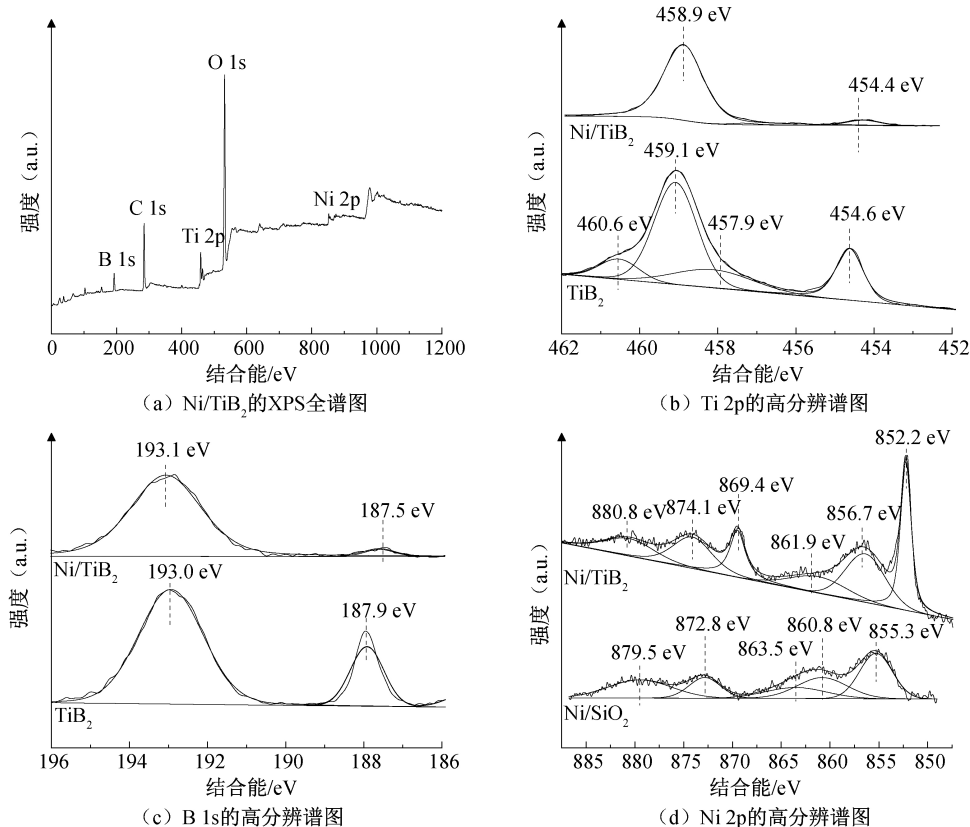 强度（a.u.）
O 1s
C 1s
B 1s
Ti 2p
Ni 2p
0 200 400 600 800 1000 1200
结合能/eV
（a）Ni/TiB2的XPS全谱图
强度（a.u.）
458.9 eV
454.4 eV
Ni/TiB2
459.1 eV
460.6 eV
457.9 eV
454.6 eV
TiB2
462 460 458 456 454 452
结合能/eV
（b）Ti 2p的高分辨谱图
强度（a.u.）
193.1 eV
187.5 eV
Ni/TiB2
193.0 eV
187.9 eV
TiB2
196 194 192 190 188 186
结合能/eV
（c）B 1s的高分辨谱图
强度（a.u.）
852.2 eV
869.4 eV
880.8 eV
874.1 eV
856.7 eV
861.9 eV
Ni/TiB2
872.8 eV
860.8 eV
879.5 eV
863.5 eV
855.3 eV
Ni/SiO2
885 880 875 870 865 860 855 850
结合能/eV
（d）Ni 2p的高分辨谱图